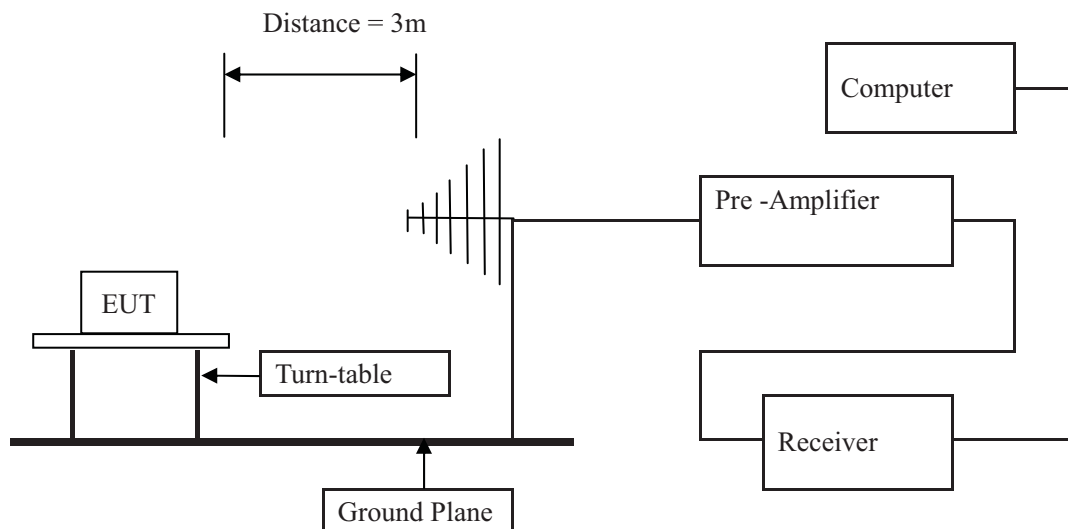 Distance = 3m
Computer
Pre -Amplifier
EUT
Turn-table
Receiver
Ground Plane